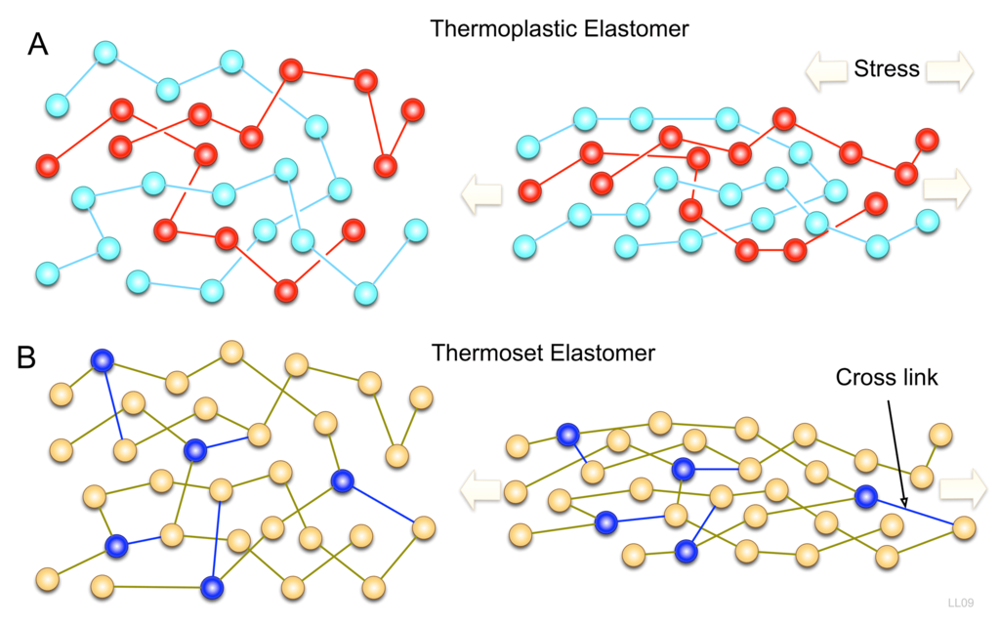 A
Thermoplastic Elastomer
Stress
B
Thermoset Elastomer
Cross link
LL09